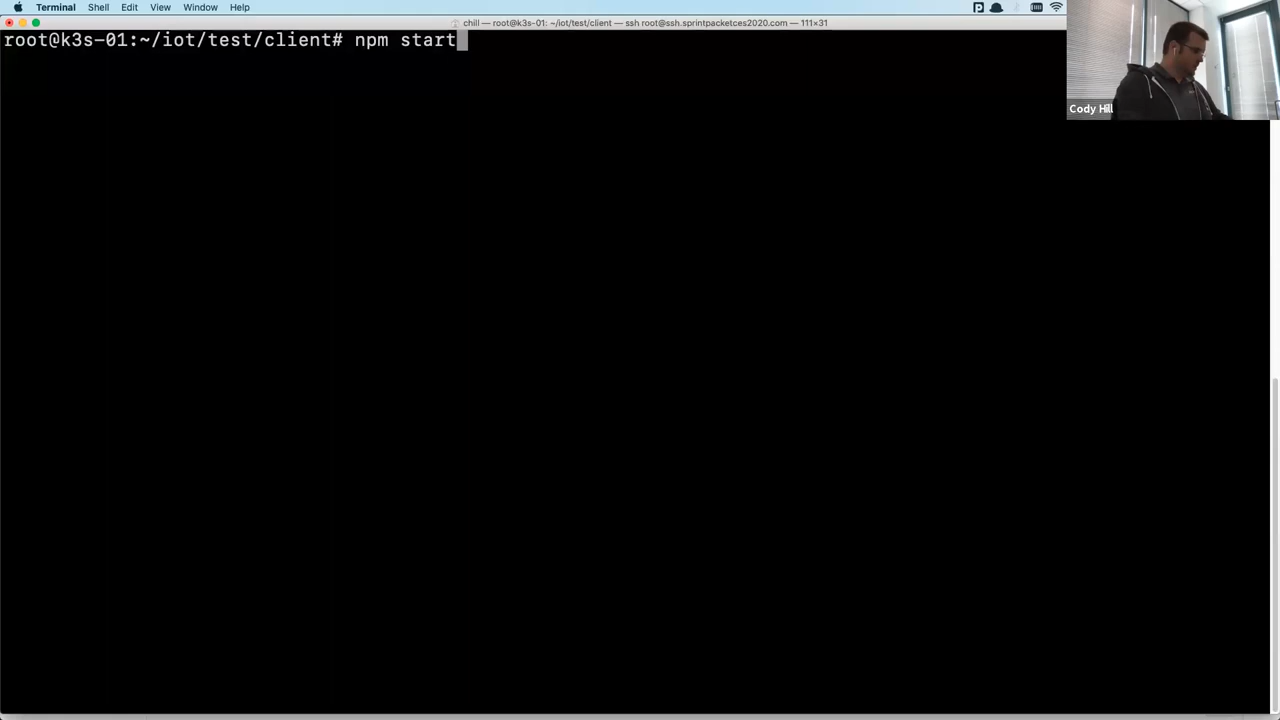 Terminal Shell Edit View Window Help
chill — root@k3s-01: ~/iot/test/client — ssh root@ssh.sprintpacketces2020.com — 111×31
root@k3s-01:~/iot/test/client# npm start
Cody Hill